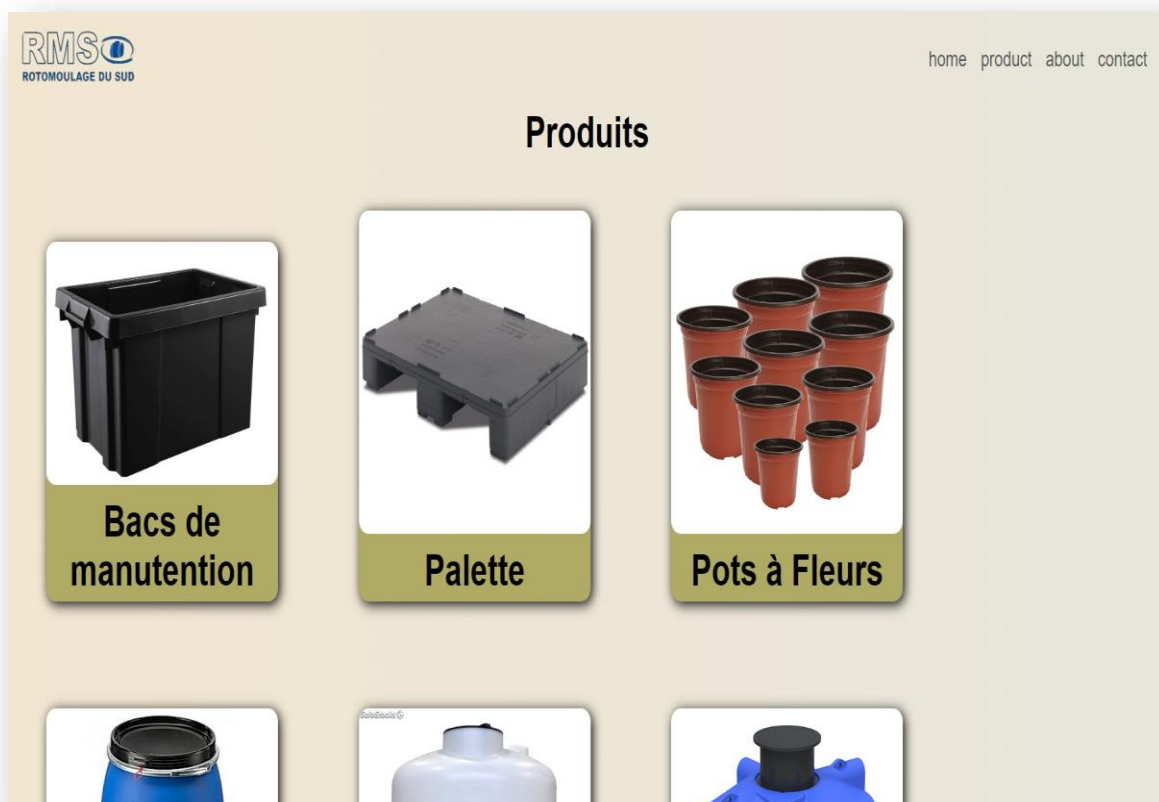 RMS
ROTOMOULAGE DU SUD
home product about contact
Produits
Bacs de
manutention
Palette
Pots à Fleurs